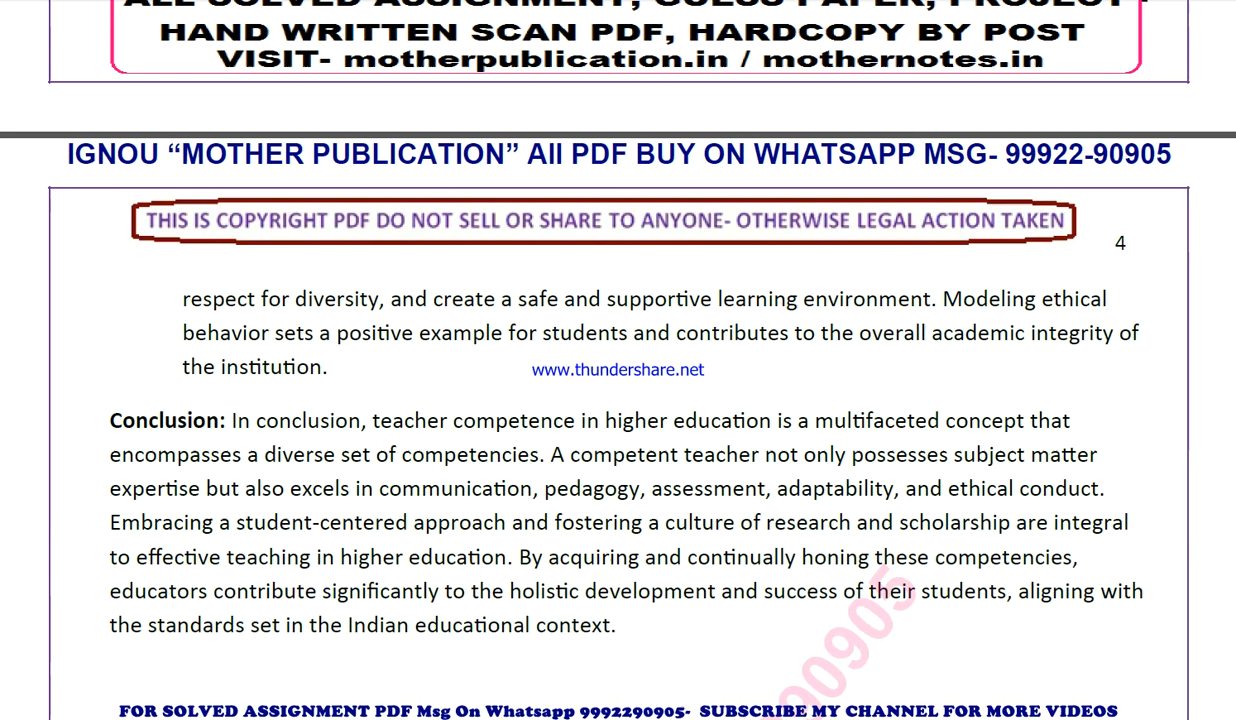 ALL SOLVED ASSIGNMENT, GUESS PAPER, PROJECT
HAND WRITTEN SCAN PDF, HARDCOPY BY POST
VISIT- motherpublication.in / mothernotes.in
IGNOU “MOTHER PUBLICATION” All PDF BUY ON WHATSAPP MSG- 99922-90905
THIS IS COPYRIGHT PDF DO NOT SELL OR SHARE TO ANYONE- OTHERWISE LEGAL ACTION TAKEN
4
respect for diversity, and create a safe and supportive learning environment. Modeling ethical
behavior sets a positive example for students and contributes to the overall academic integrity of
the institution.
www.thundershare.net
Conclusion: In conclusion, teacher competence in higher education is a multifaceted concept that
encompasses a diverse set of competencies. A competent teacher not only possesses subject matter
expertise but also excels in communication, pedagogy, assessment, adaptability, and ethical conduct.
Embracing a student-centered approach and fostering a culture of research and scholarship are integral
to effective teaching in higher education. By acquiring and continually honing these competencies,
educators contribute significantly to the holistic development and success of their students, aligning with
the standards set in the Indian educational context.
90905
FOR SOLVED ASSIGNMENT PDF Msg On Whatsapp 9992290905- SUBSCRIBE MY CHANNEL FOR MORE VIDEOS